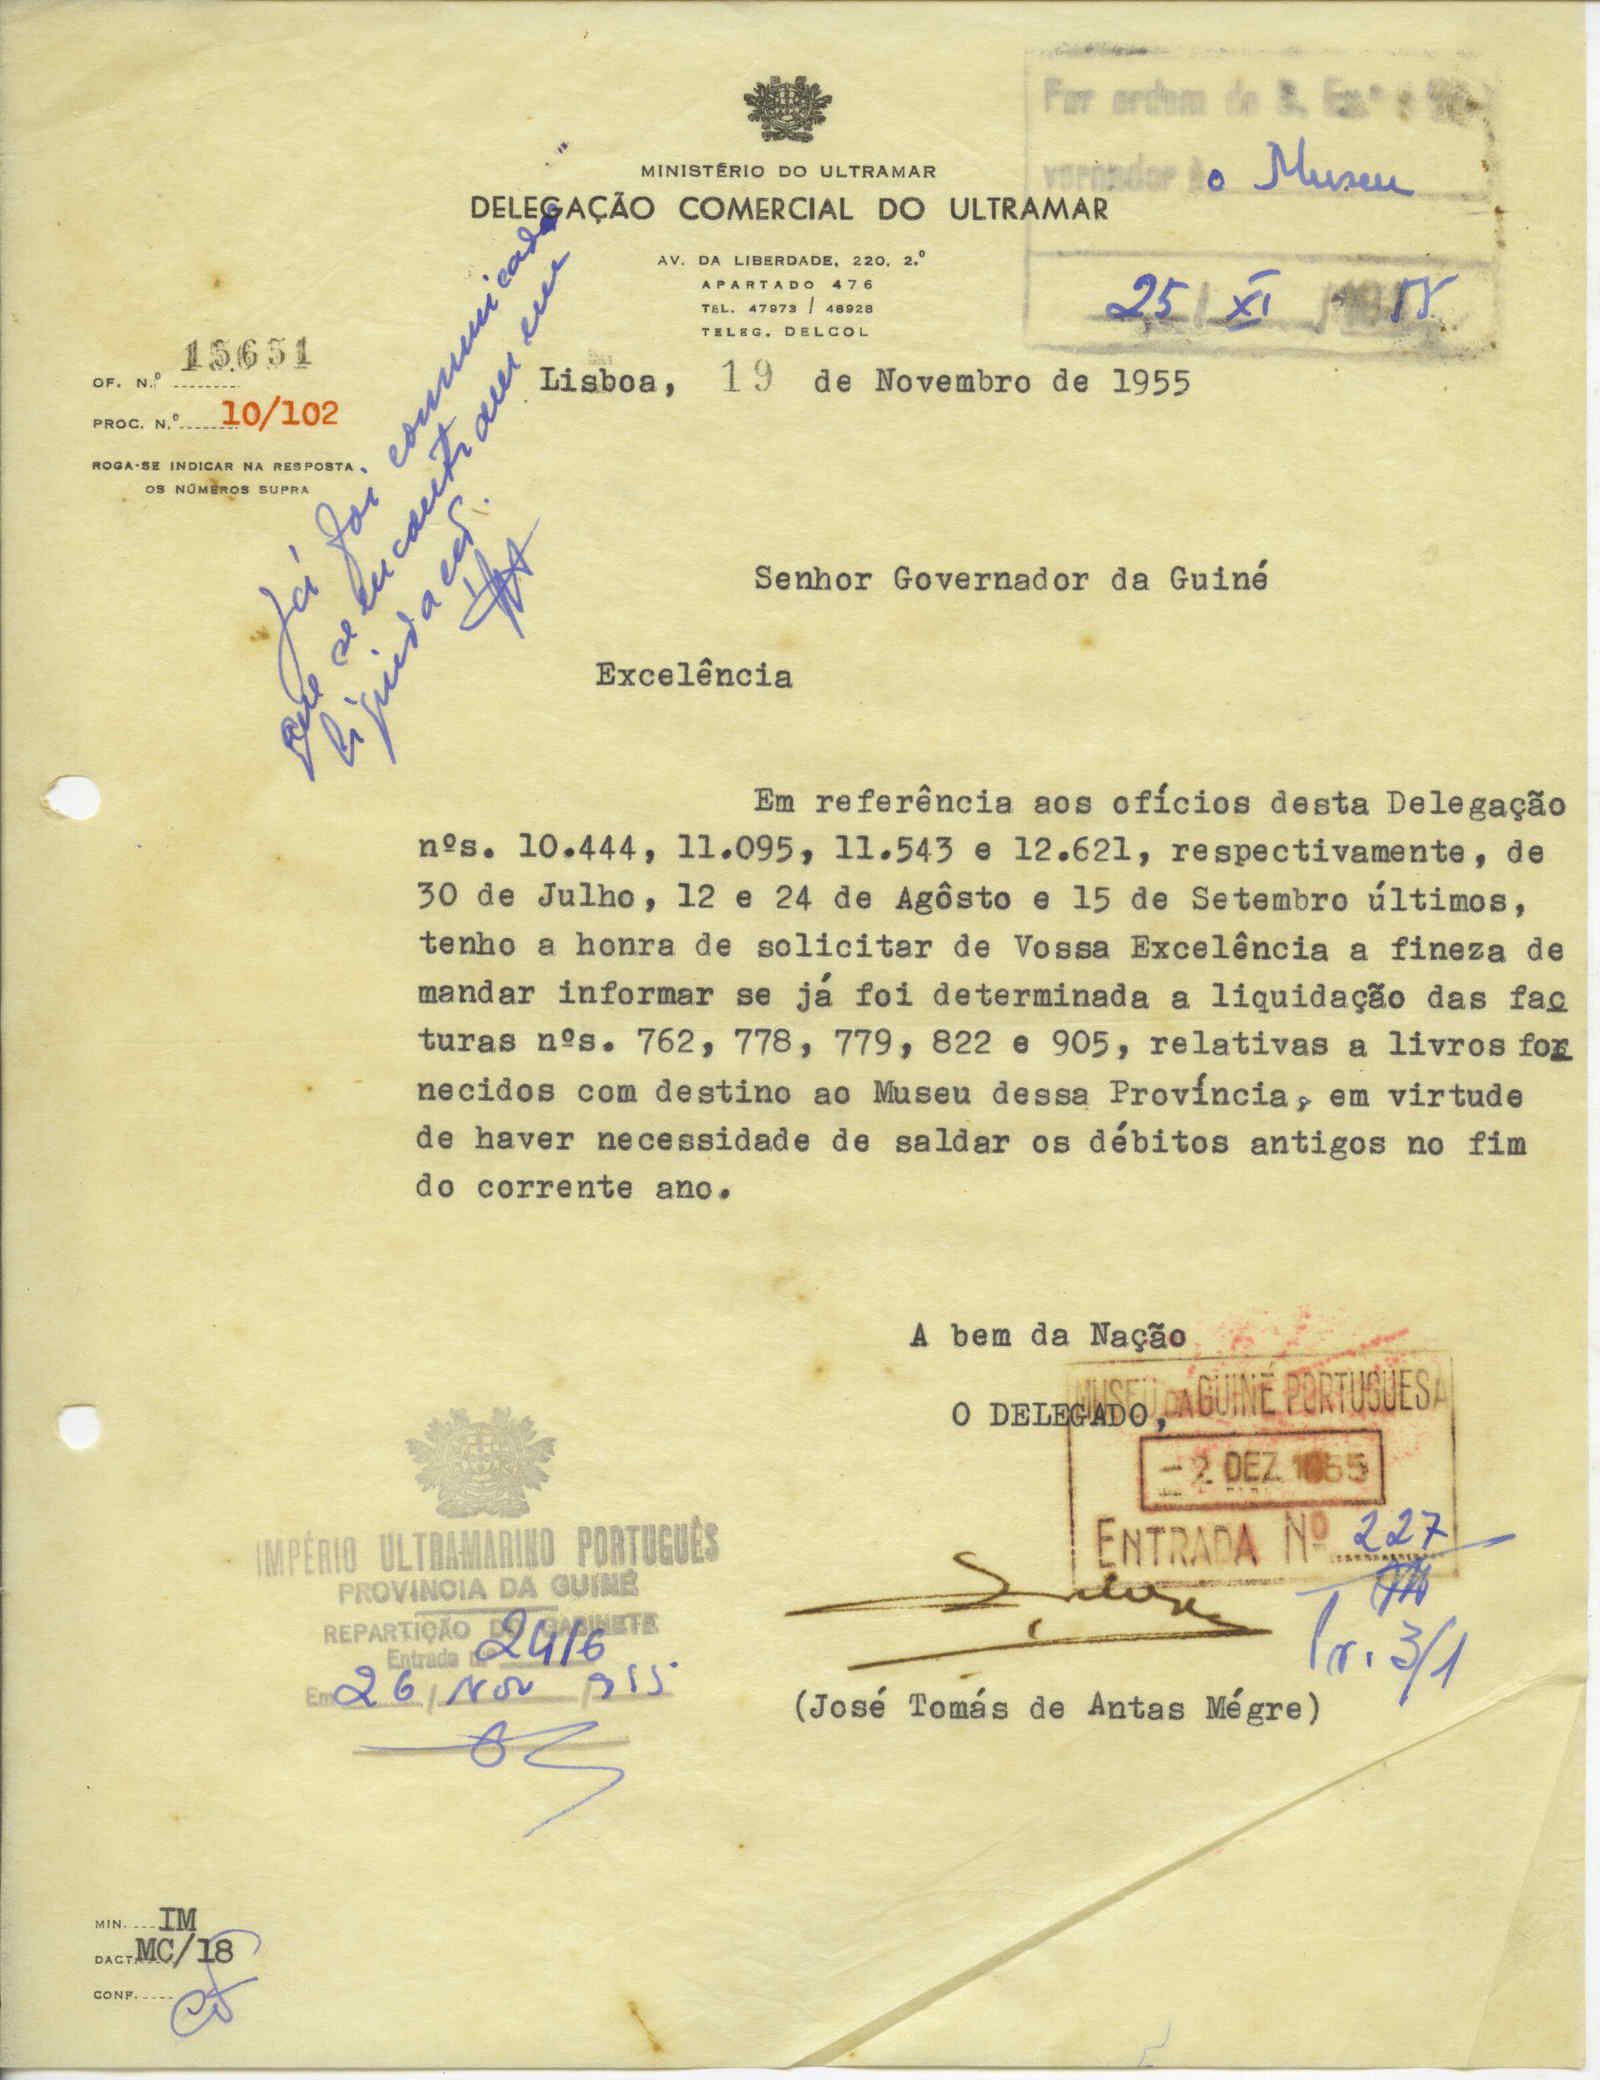 MINISTÉRIO DO ULTRAMAR
DELEGAÇÃO COMERCIAL DO ULTRAMAR
AV. DA LIBERDADE, 220, 2.º
APARTADO 476
TEL. 47973 / 48928
TELEG. DELCOL
Por ordem de S. Ex.ª
o Museu
25 / XI / 1955
OF. N.º 15651
PROC. N.º 10/102
ROGA-SE INDICAR NA RESPOSTA
OS NÚMEROS SUPRA
Lisboa, 19 de Novembro de 1955
Já foi comunicado
que se encontram em
liquidadas.
Senhor Governador da Guiné
Excelência
Em referência aos ofícios desta Delegação
nºs. 10.444, 11.095, 11.543 e 12.621, respectivamente, de
30 de Julho, 12 e 24 de Agôsto e 15 de Setembro últimos,
tenho a honra de solicitar de Vossa Excelência a fineza de
mandar informar se já foi determinada a liquidação das fac
turas nºs. 762, 778, 779, 822 e 905, relativas a livros for
necidos com destino ao Museu dessa Província, em virtude
de haver necessidade de saldar os débitos antigos no fim
do corrente ano.
A bem da Nação
O DELEGADO,
MUSEU DA GUINÉ PORTUGUESA
-2 DEZ 1955
ENTRADA Nº 227
Pr. 3/1
(José Tomás de Antas Mégre)
IMPÉRIO ULTRAMARINO PORTUGUÊS
PROVINCIA DA GUINÉ
REPARTIÇÃO DO GABINETE
Entrada nº 2416
Em 26 / Nov / 955
MIN. IM
DACT. MC/18
CONF.